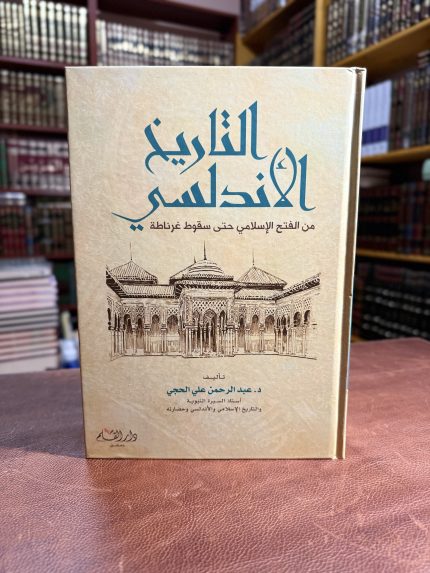 التاريخ
الأندلسي
من الفتح الإسلامي حتى سقوط غرناطة
تأليف
د. عبد الرحمن علي الحجي
أستاذ السيرة النبوية
والتاريخ الإسلامي والأندلسي وحضارته
دار القلم
دمشق